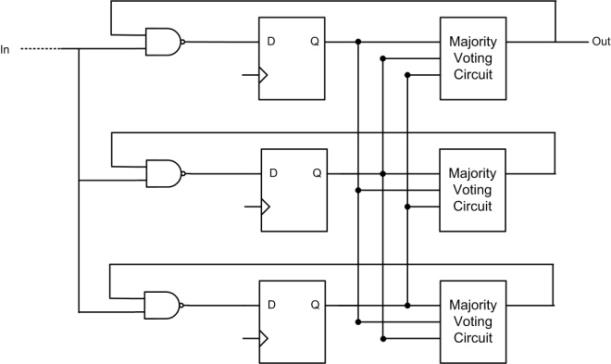 In
D Q
Majority
Voting
Circuit
Out
D Q
Majority
Voting
Circuit
D Q
Majority
Voting
Circuit